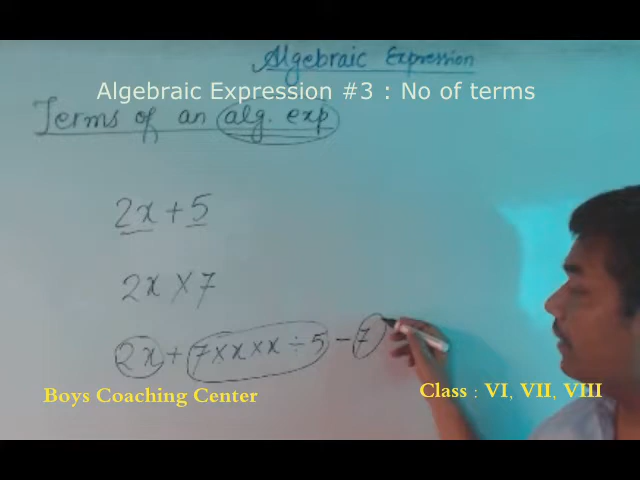 Algebraic Expression
Algebraic Expression #3 : No of terms
Terms of an alg. exp
2x + 5
2x × 7
2x + 7×x×x÷5 − 7
Boys Coaching Center
Class : VI, VII, VIII